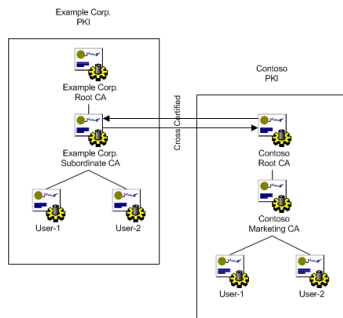 Example Corp.
PKI
Example Corp.
Root CA
Example Corp.
Subordinate CA
User-1
User-2
Cross Certified
Contoso
PKI
Contoso
Root CA
Contoso
Marketing CA
User-1
User-2